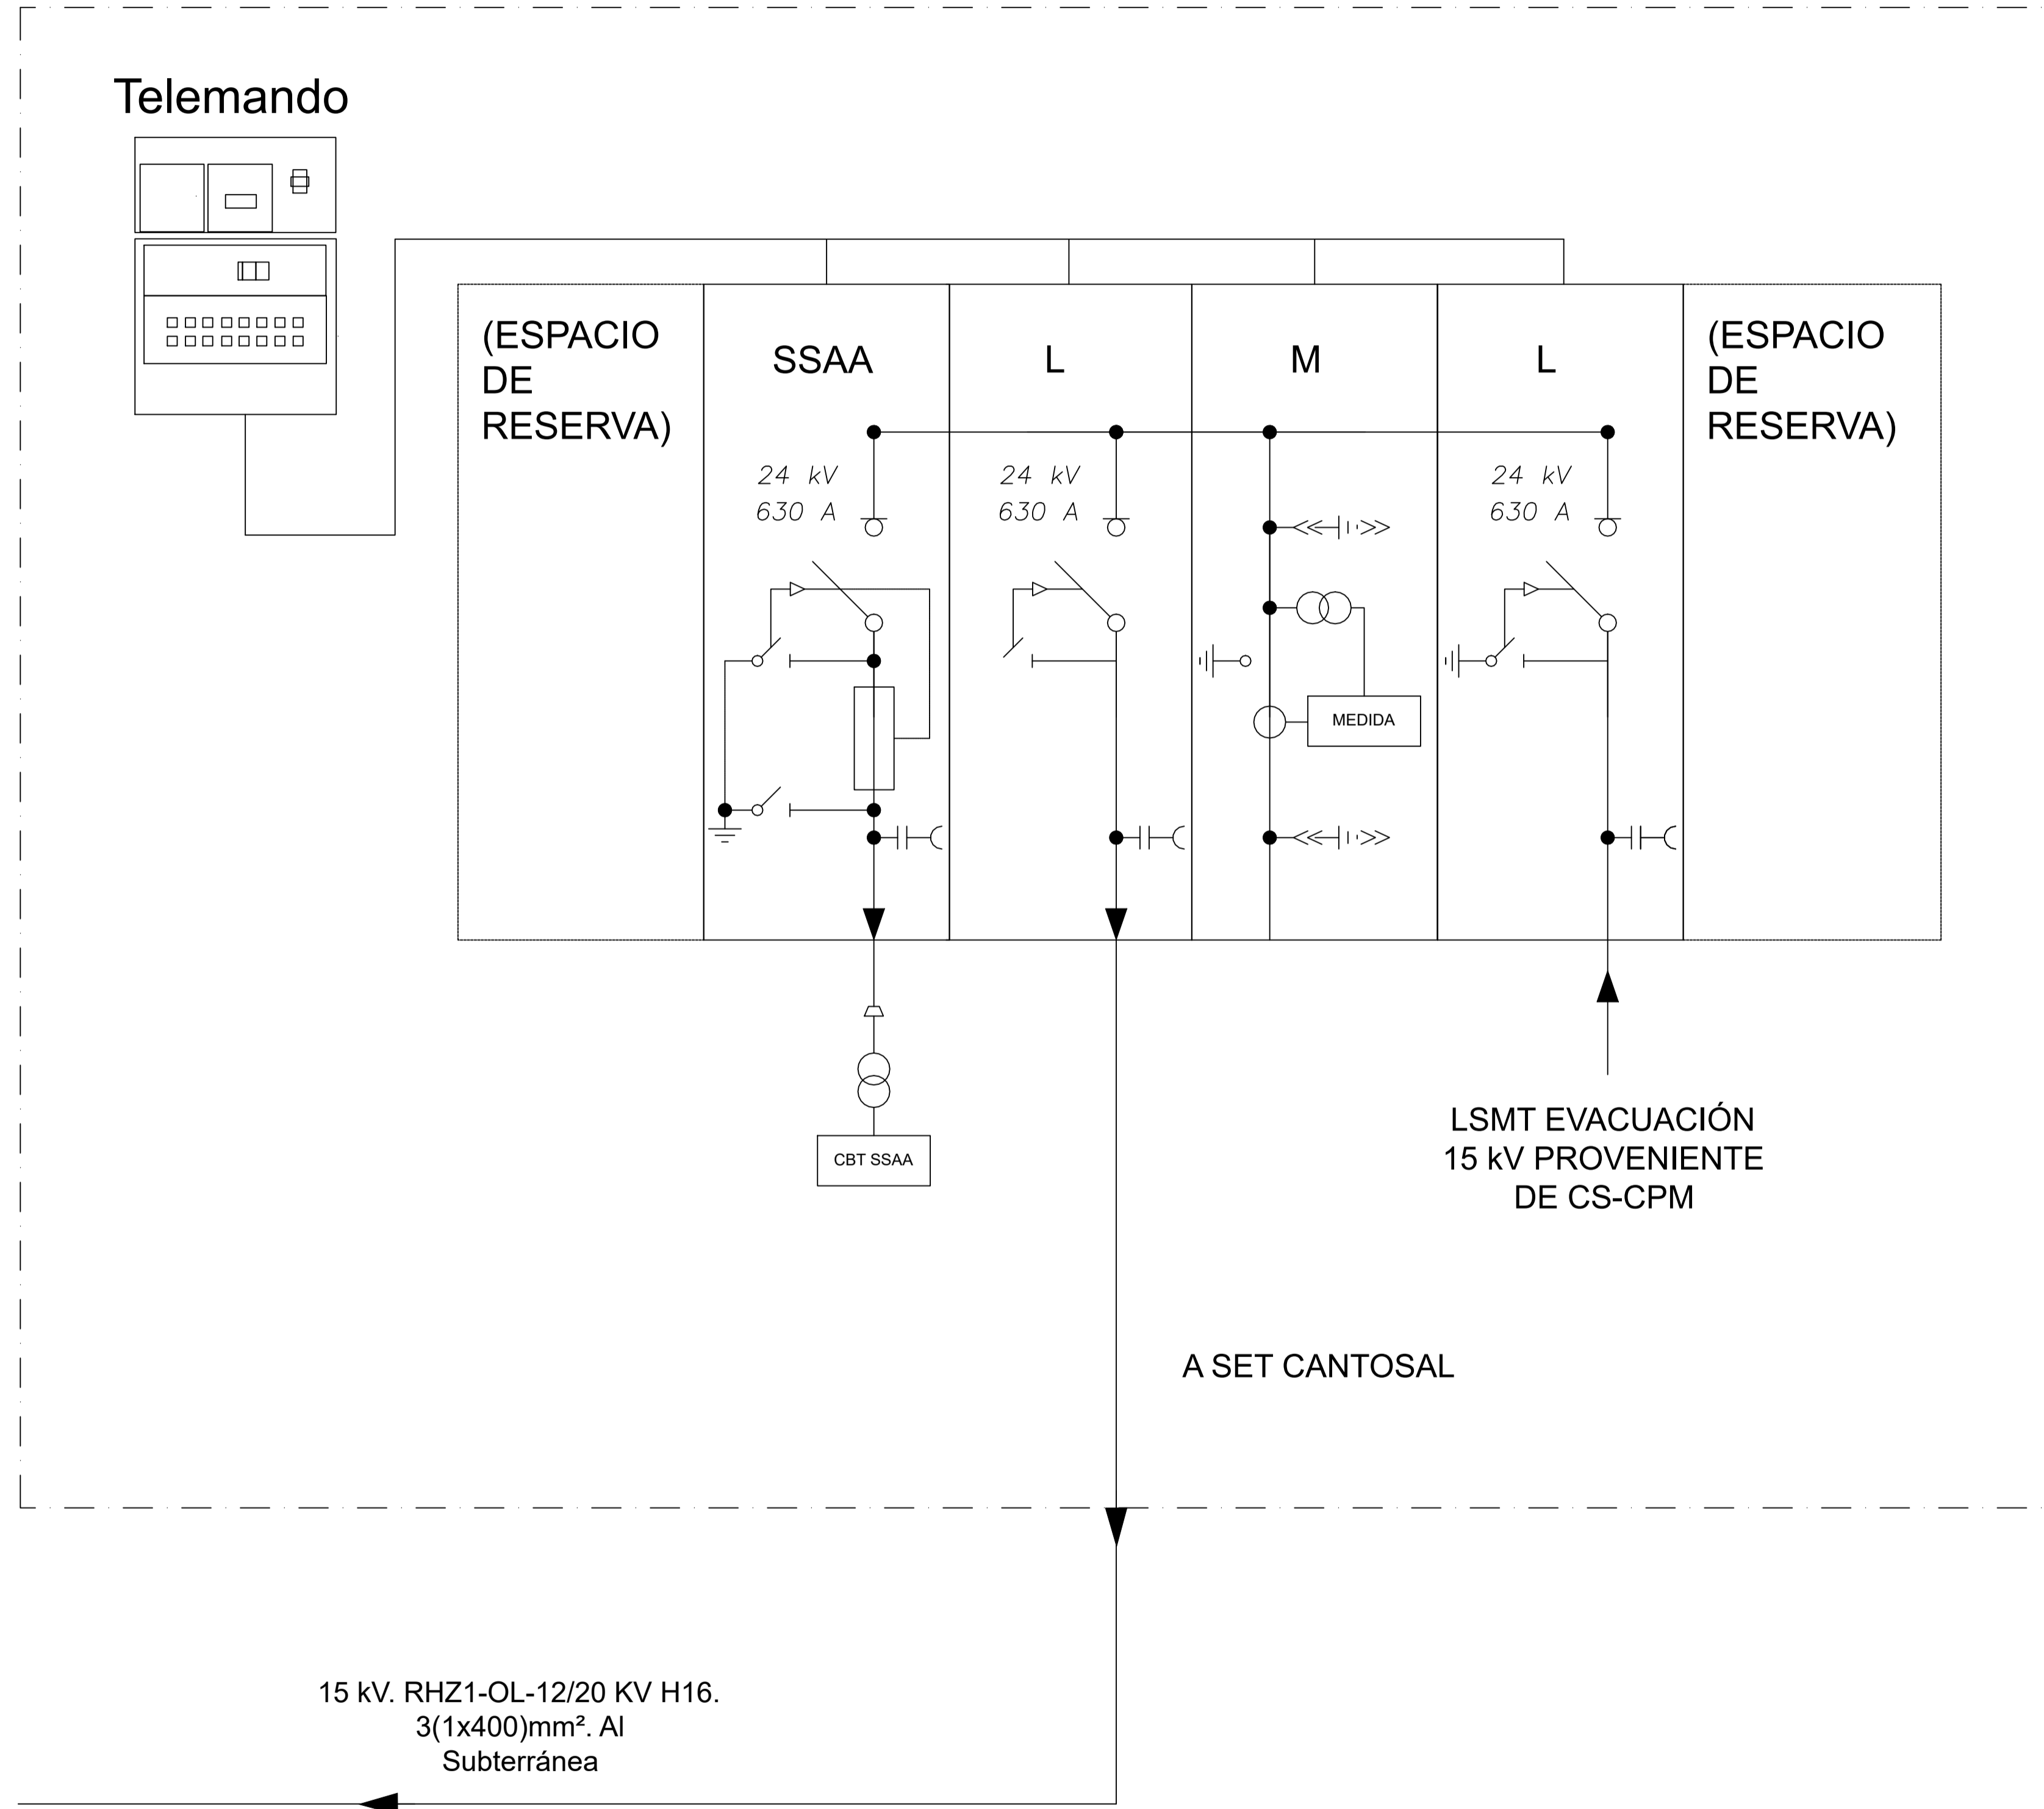 Telemando
(ESPACIO
DE
RESERVA)
SSAA
L
M
L
(ESPACIO
DE
RESERVA)
24 kV
630 A
24 kV
630 A
24 kV
630 A
MEDIDA
CBT SSAA
LSMT EVACUACIÓN
15 kV PROVENIENTE
DE CS-CPM
A SET CANTOSAL
15 kV. RHZ1-OL-12/20 KV H16.
3(1x400)mm². Al
Subterránea